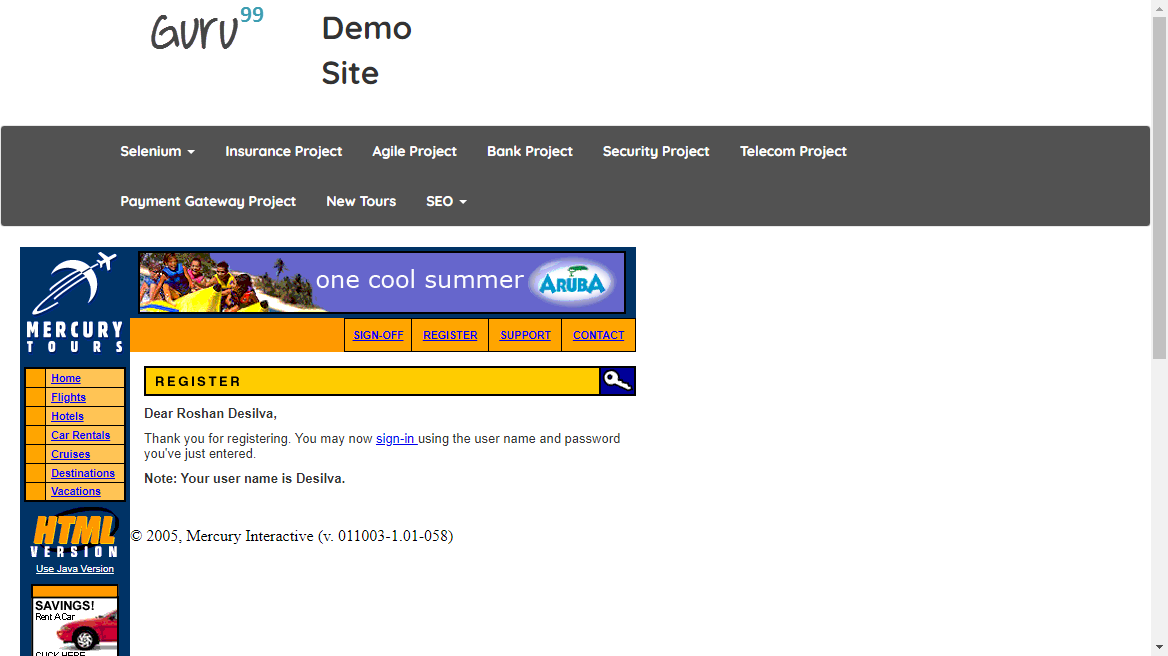 Guru99
Demo
Site
Selenium Insurance Project Agile Project Bank Project Security Project Telecom Project
Payment Gateway Project New Tours SEO
one cool summer ARUBA
MERCURY
TOURS
SIGN-OFF REGISTER SUPPORT CONTACT
REGISTER
Home
Flights
Hotels
Car Rentals
Cruises
Destinations
Vacations
Dear Roshan Desilva,
Thank you for registering. You may now sign-in using the user name and password
you've just entered.
Note: Your user name is Desilva.
HTML
VERSION
Use Java Version
© 2005, Mercury Interactive (v. 011003-1.01-058)
SAVINGS!
Rent A Car
CLICK HERE